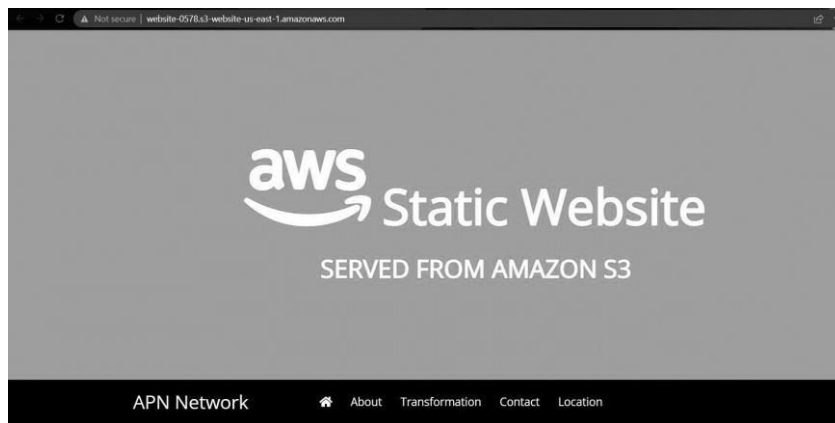 Not secure | website-0578.s3-website-us-east-1.amazonaws.com
aws
Static Website
SERVED FROM AMAZON S3
APN Network About Transformation Contact Location